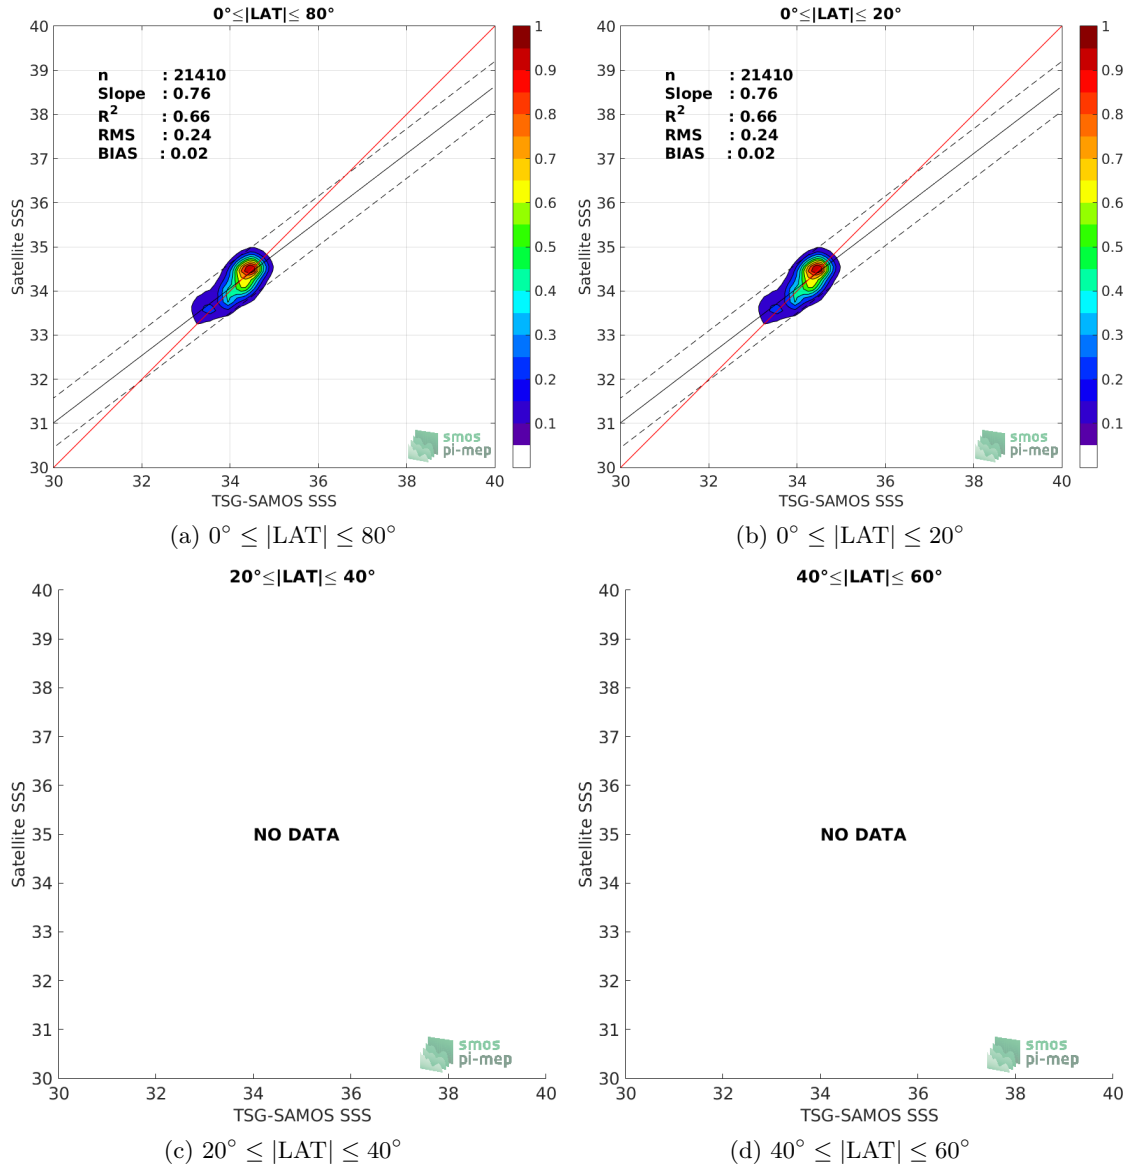 0°≤|LAT|≤ 80°
40
39
38
37
36
35
34
33
32
31
30
Satellite SSS
n : 21410
Slope : 0.76
R² : 0.66
RMS : 0.24
BIAS : 0.02
smos
pi-mep
30 32 34 36 38 40
TSG-SAMOS SSS
1
0.9
0.8
0.7
0.6
0.5
0.4
0.3
0.2
0.1
(a) 0° ≤ |LAT| ≤ 80°
0°≤|LAT|≤ 20°
40
39
38
37
36
35
34
33
32
31
30
Satellite SSS
n : 21410
Slope : 0.76
R² : 0.66
RMS : 0.24
BIAS : 0.02
smos
pi-mep
30 32 34 36 38 40
TSG-SAMOS SSS
1
0.9
0.8
0.7
0.6
0.5
0.4
0.3
0.2
0.1
(b) 0° ≤ |LAT| ≤ 20°
20°≤|LAT|≤ 40°
40
39
38
37
36
35
34
33
32
31
30
Satellite SSS
NO DATA
smos
pi-mep
30 32 34 36 38 40
TSG-SAMOS SSS
(c) 20° ≤ |LAT| ≤ 40°
40°≤|LAT|≤ 60°
40
39
38
37
36
35
34
33
32
31
30
Satellite SSS
NO DATA
smos
pi-mep
30 32 34 36 38 40
TSG-SAMOS SSS
(d) 40° ≤ |LAT| ≤ 60°